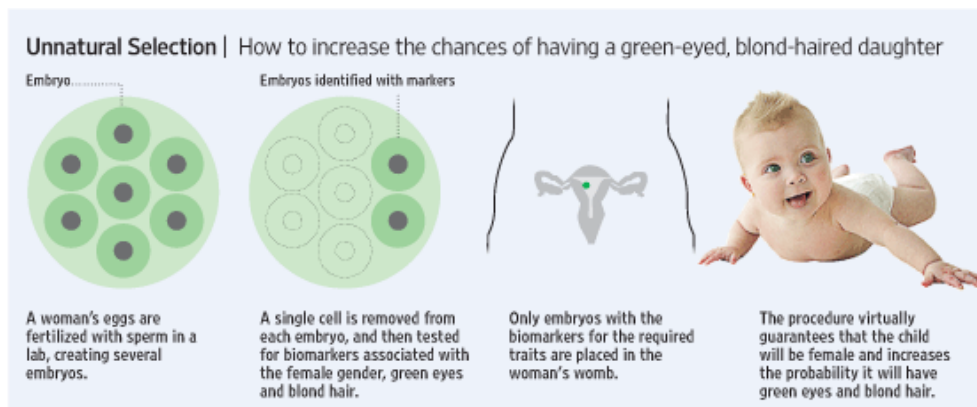 Unnatural Selection | How to increase the chances of having a green-eyed, blond-haired daughter
Embryo
Embryos identified with markers
A woman's eggs are
fertilized with sperm in a
lab, creating several
embryos.
A single cell is removed from
each embryo, and then tested
for biomarkers associated with
the female gender, green eyes
and blond hair.
Only embryos with the
biomarkers for the required
traits are placed in the
woman's womb.
The procedure virtually
guarantees that the child
will be female and increases
the probability it will have
green eyes and blond hair.